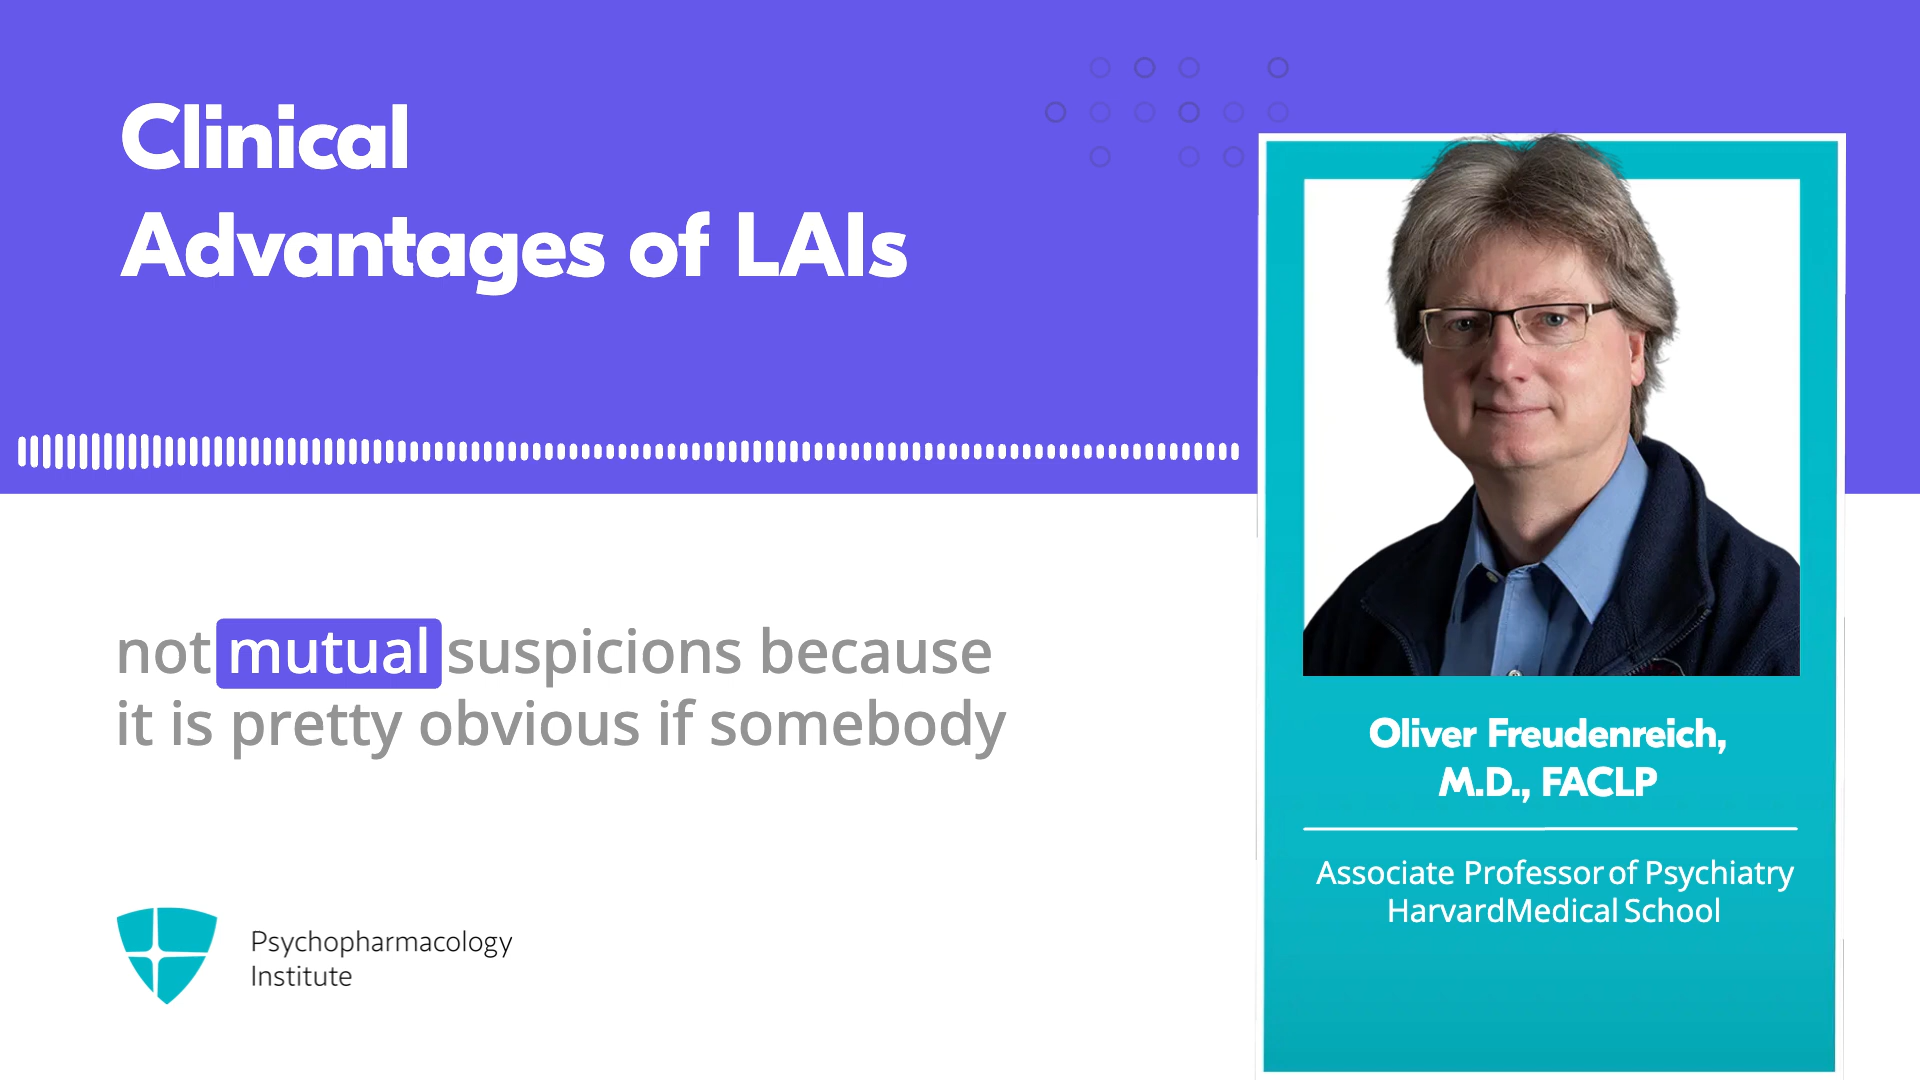 Clinical
Advantages of LAIs
not mutual suspicions because
it is pretty obvious if somebody
Psychopharmacology
Institute
Oliver Freudenreich,
M.D., FACLP
Associate Professor of Psychiatry
HarvardMedical School